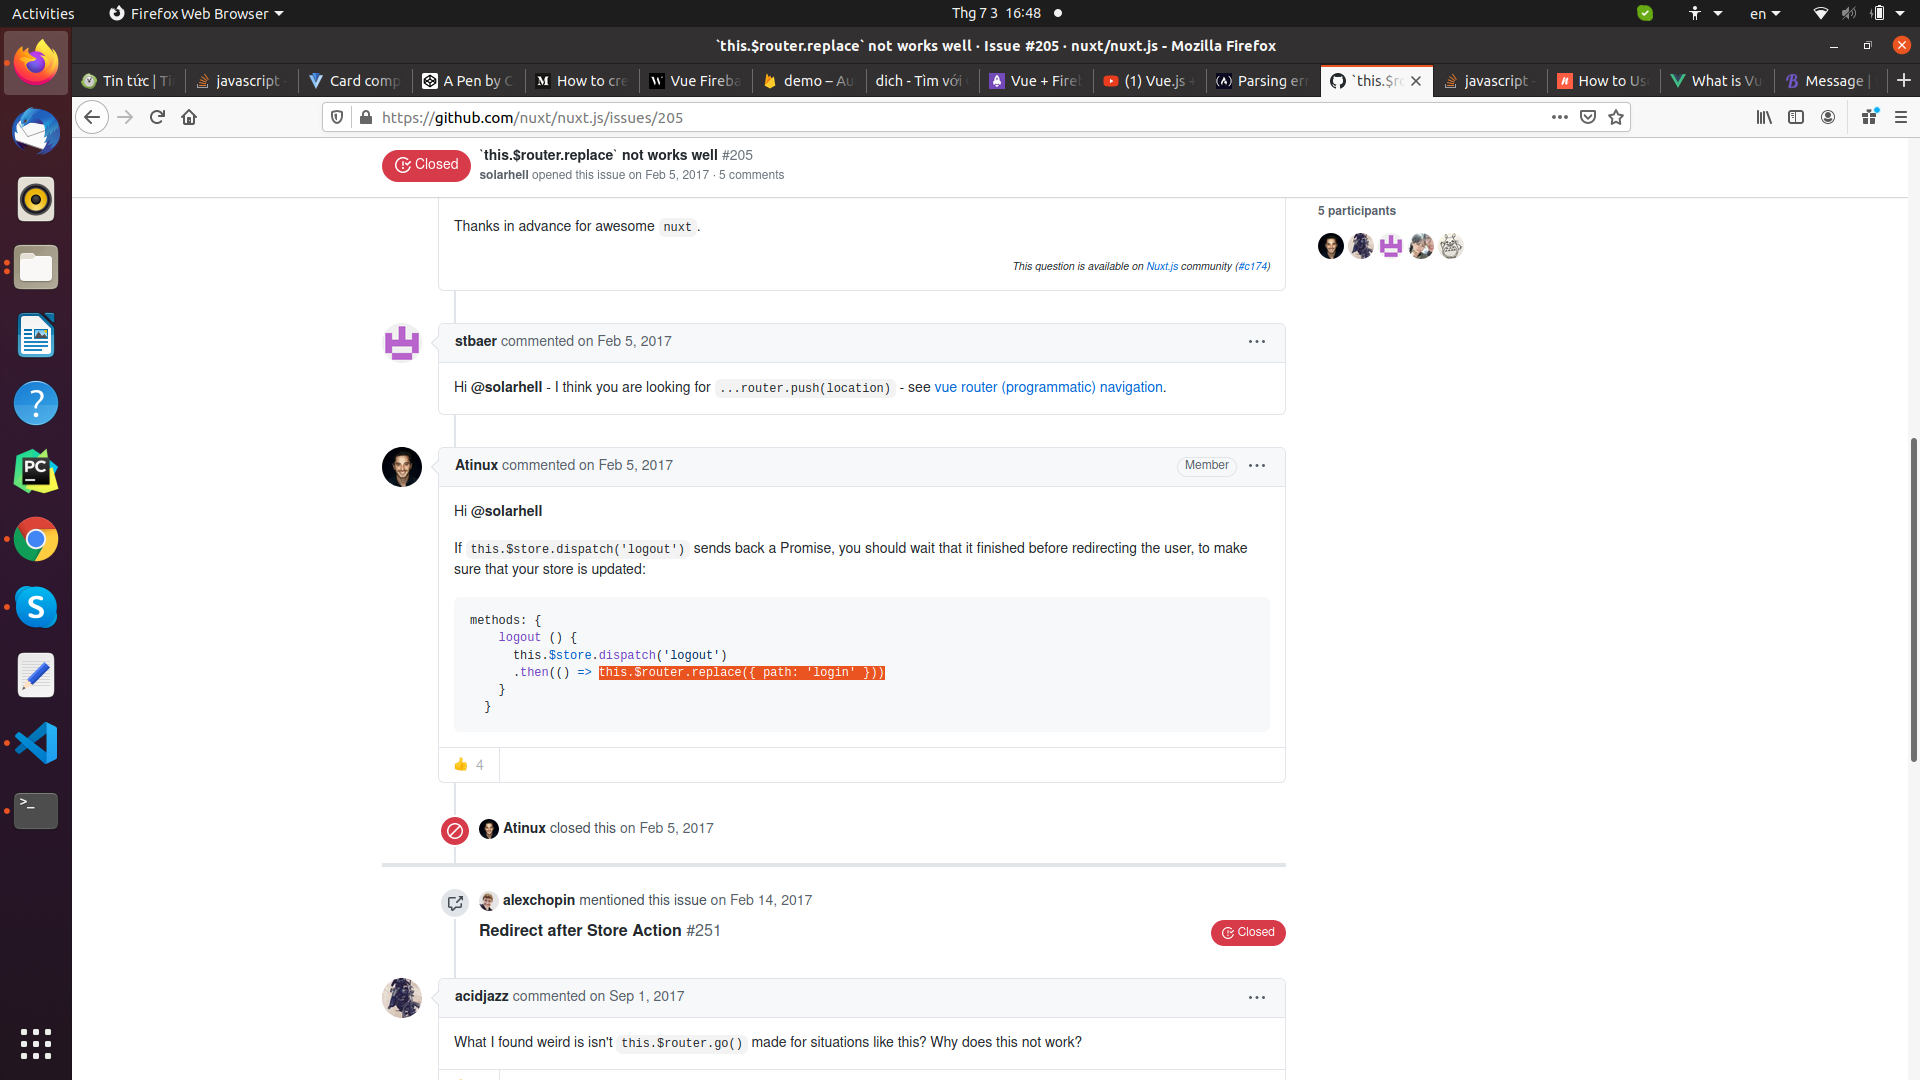 Activities
Firefox Web Browser
Thg 7 3 16:48
en
`this.$router.replace` not works well · Issue #205 · nuxt/nuxt.js - Mozilla Firefox
Tin tức | Ti
javascript -
Card comp
A Pen by C
How to cre
Vue Fireba
demo – Au
dich - Tìm với
Vue + Fireb
(1) Vue.js +
Parsing err
`this.$ro
javascript -
How to Us
What is Vu
Message |
https://github.com/nuxt/nuxt.js/issues/205
Closed
`this.$router.replace` not works well #205
solarhell opened this issue on Feb 5, 2017 · 5 comments
Thanks in advance for awesome nuxt .
This question is available on Nuxt.js community (#c174)
5 participants
stbaer commented on Feb 5, 2017
Hi @solarhell - I think you are looking for ...router.push(location) - see vue router (programmatic) navigation.
Atinux commented on Feb 5, 2017
Member
Hi @solarhell
If this.$store.dispatch('logout') sends back a Promise, you should wait that it finished before redirecting the user, to make
sure that your store is updated:
methods: {
logout () {
this.$store.dispatch('logout')
.then(() => this.$router.replace({ path: 'login' }))
}
}
4
Atinux closed this on Feb 5, 2017
alexchopin mentioned this issue on Feb 14, 2017
Redirect after Store Action #251
Closed
acidjazz commented on Sep 1, 2017
What I found weird is isn't this.$router.go() made for situations like this? Why does this not work?